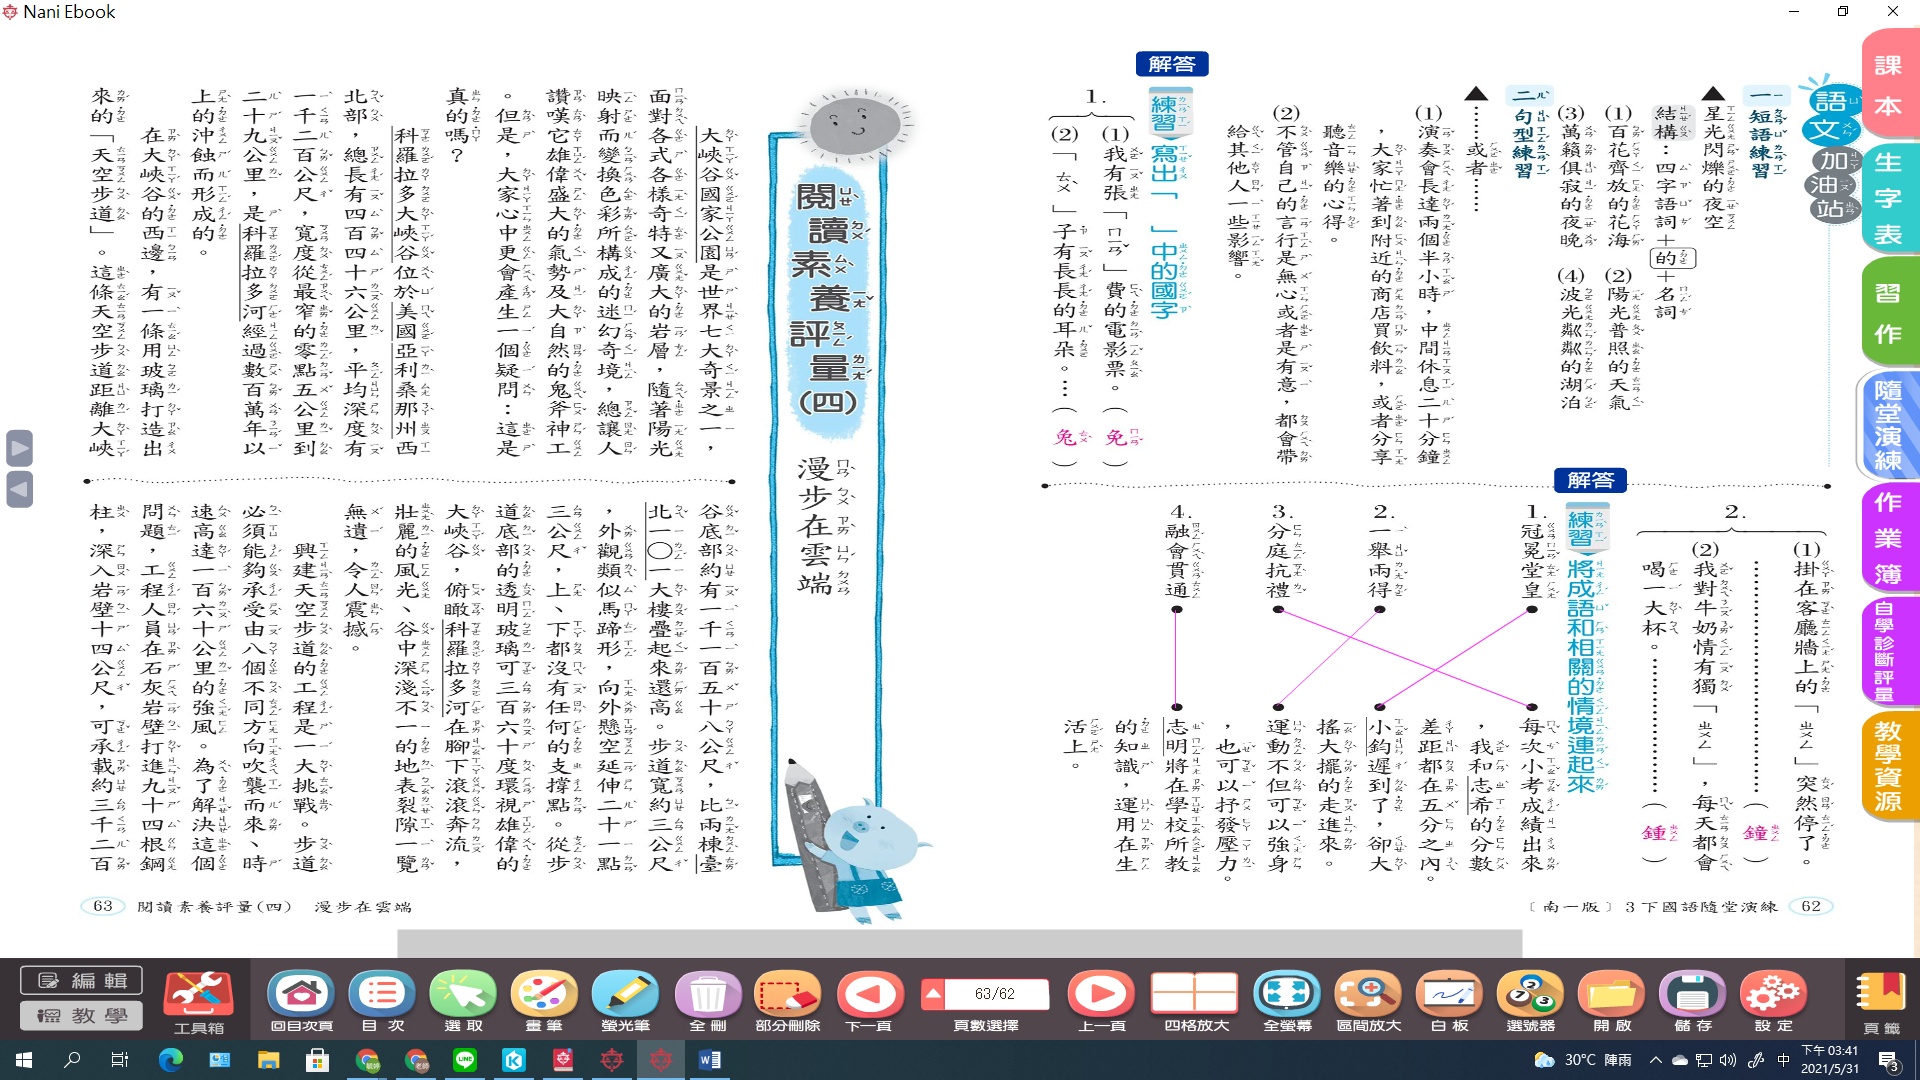 Nani Ebook
語文加油站
一 短語練習
▲星光閃爍的夜空
結構：四字語詞＋的＋名詞
(1)百花齊放的花海 (2)陽光普照的天氣
(3)萬籟俱寂的夜晚 (4)波光粼粼的湖泊
二 句型練習
▲……或者……
(1)演奏會長達兩個半小時，中間休息二十分鐘
，大家忙著到附近的商店買飲料，或者分享
聽音樂的心得。
(2)不管自己的言行是無心或者是有意，都會帶
給其他人一些影響。
解答
練習 寫出「 」中的國字
1.
(1)我有張「ㄇㄧㄢˇ」費的電影票。(免)
(2)「ㄊㄨˋ」子有長長的耳朵。…(兔)
2.
(1)掛在客廳牆上的「ㄓㄨㄥ」突然停了。
……………………(鐘)
(2)我對牛奶情有獨「ㄓㄨㄥ」，每天都會
喝一大杯。……………(鍾)
解答
練習 將成語和相關的情境連起來
1.冠冕堂皇
2.一舉兩得
3.分庭抗禮
4.融會貫通
每次小考成績出來
，我和志希的分數
差距都在五分之內。
小鈞遲到了，卻大
搖大擺的走進來。
運動不但可以強身
，也可以抒發壓力。
志明將在學校所教
的知識，運用在生
活上。
〔南一版〕3下國語隨堂演練 62
閱讀素養評量(四)
漫步在雲端
大峽谷國家公園是世界七大奇景之一，
面對各式各樣奇特又廣大的岩層，隨著陽光
映射而變換色彩所構成的迷幻奇境，總讓人
讚嘆它雄偉盛大的氣勢及大自然的鬼斧神工
。但是，大家心中更會產生一個疑問：這是
真的嗎？
科羅拉多大峽谷位於美國亞利桑那州西
北部，總長有四百四十六公里，平均深度有
一千二百公尺，寬度從最窄的零點五公里到
二十九公里，是科羅拉多河經過數百萬年以
上的沖蝕而形成的。
在大峽谷的西邊，有一條用玻璃打造出
來的「天空步道」。這條天空步道距離大峽
谷底部約有一千一百五十八公尺，比兩棟臺
北一〇一大樓疊起來還高。步道寬約三公尺
，外觀類似馬蹄形，向外懸空延伸二十一點
三公尺，上、下都沒有任何的支撐點。從步
道底部的透明玻璃可三百六十度環視雄偉的
大峽谷，俯瞰科羅拉多河在腳下滾滾奔流，
壯麗的風光、谷中深淺不一的地表裂隙一覽
無遺，令人震撼。
興建天空步道的工程是一大挑戰。步道
必須能夠承受由八個不同方向吹襲而來、時
速高達一百六十公里的強風。為了解決這個
問題，工程人員在石灰岩壁打進九十四根鋼
柱，深入岩壁十四公尺，可承載約三千二百
63 閱讀素養評量(四) 漫步在雲端
課本
生字表
習作
隨堂演練
作業簿
自學診斷評量
教學資源
編輯
教學
工具箱
回目次頁
目次
選取
畫筆
螢光筆
全刪
部分刪除
下一頁
63/62
頁數選擇
上一頁
四格放大
全螢幕
區間放大
白板
選號器
開啟
儲存
設定
頁籤
30°C 陣雨
中
下午 03:41
2021/5/31
3